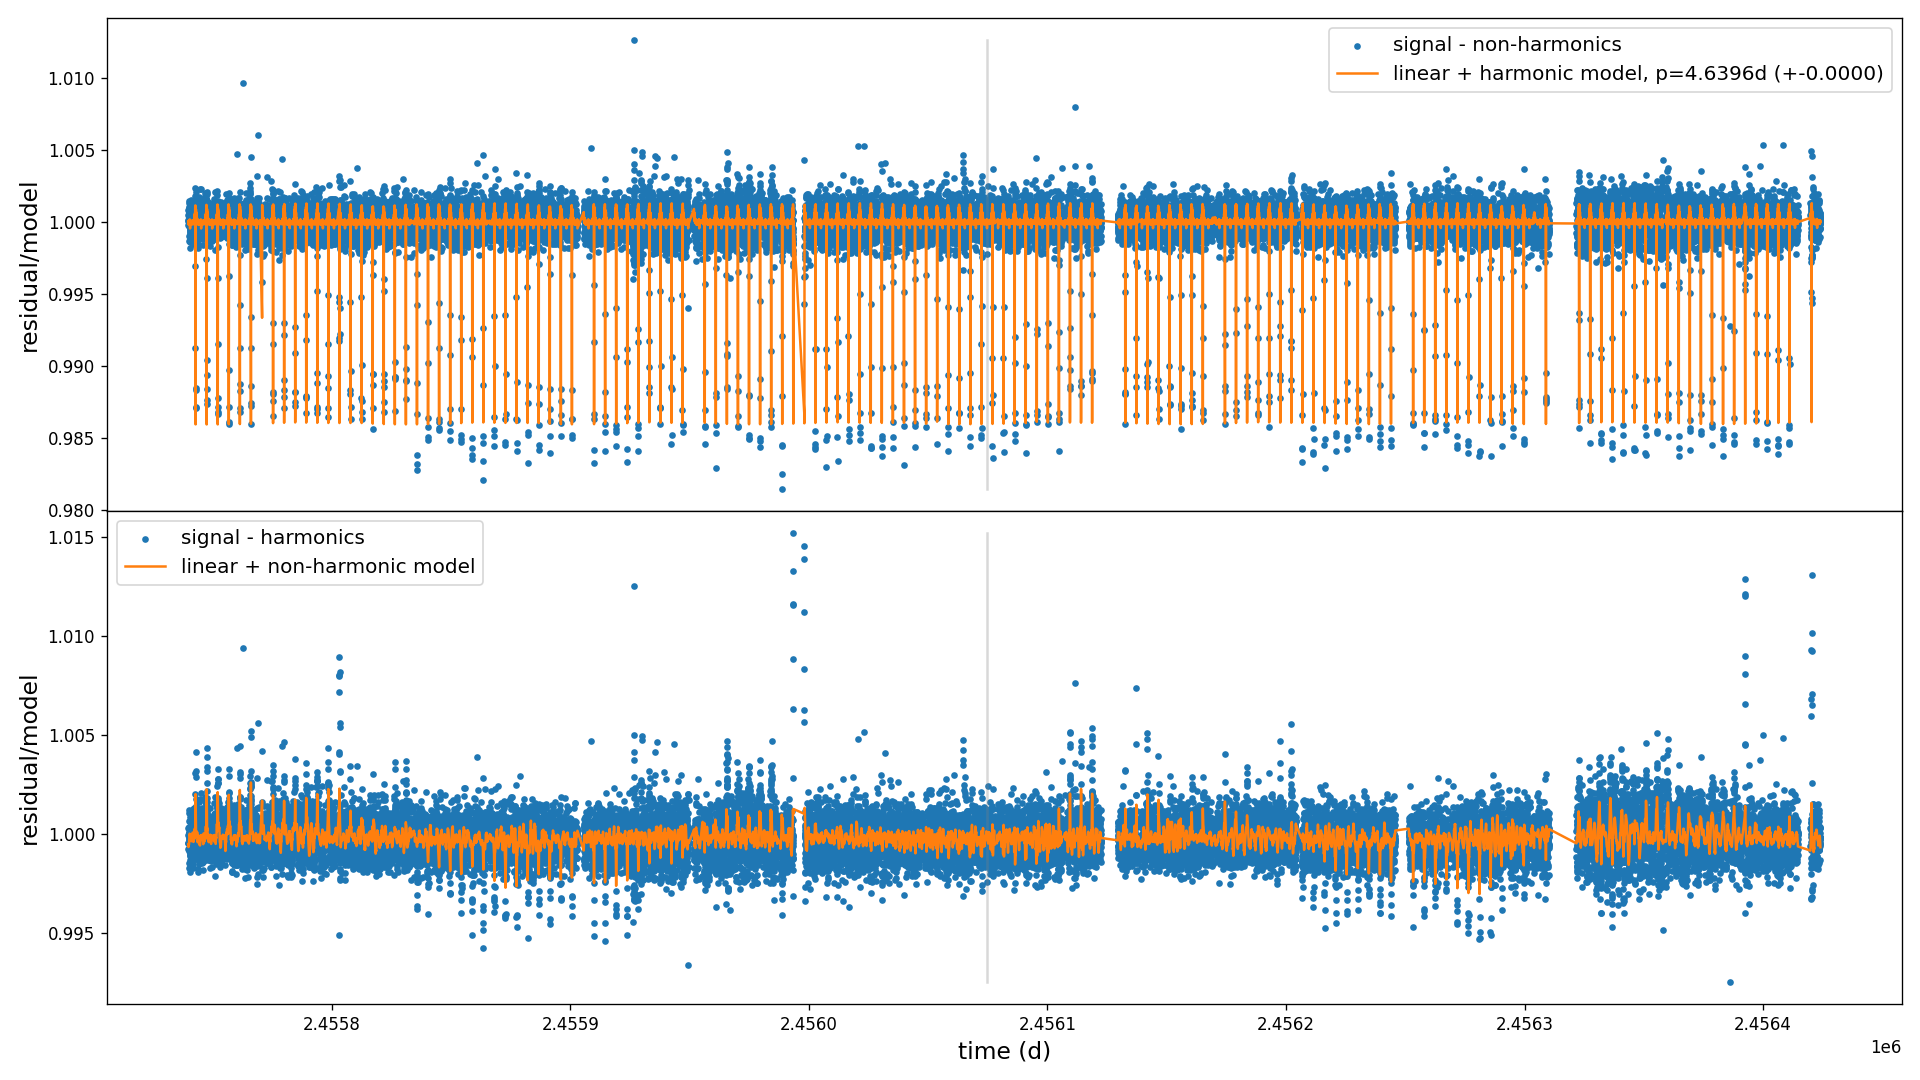 signal - non-harmonics
linear + harmonic model, p=4.6396d (+-0.0000)
residual/model
1.010
1.005
1.000
0.995
0.990
0.985
0.980
signal - harmonics
linear + non-harmonic model
residual/model
1.015
1.010
1.005
1.000
0.995
2.4558
2.4559
2.4560
2.4561
2.4562
2.4563
2.4564
1e6
time (d)